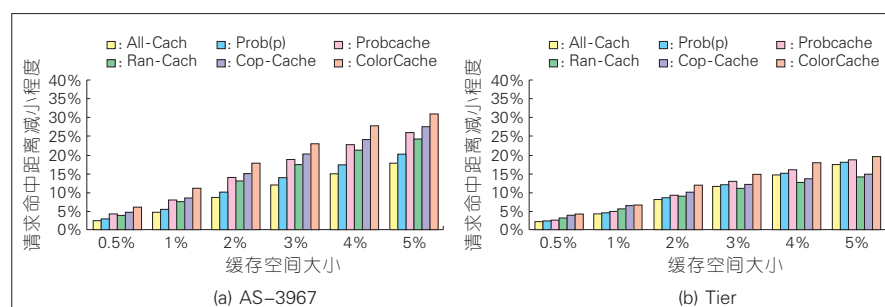 : All-Cach : Prob(p) : Probcache
: Ran-Cach : Cop-Cache : ColorCache
40%
35%
30%
25%
20%
15%
10%
5%
0%
请求命中距离减小程度
0.5% 1% 2% 3% 4% 5%
缓存空间大小
(a) AS-3967
: All-Cach : Prob(p) : Probcache
: Ran-Cach : Cop-Cache : ColorCache
40%
35%
30%
25%
20%
15%
10%
5%
0%
请求命中距离减小程度
0.5% 1% 2% 3% 4% 5%
缓存空间大小
(b) Tier